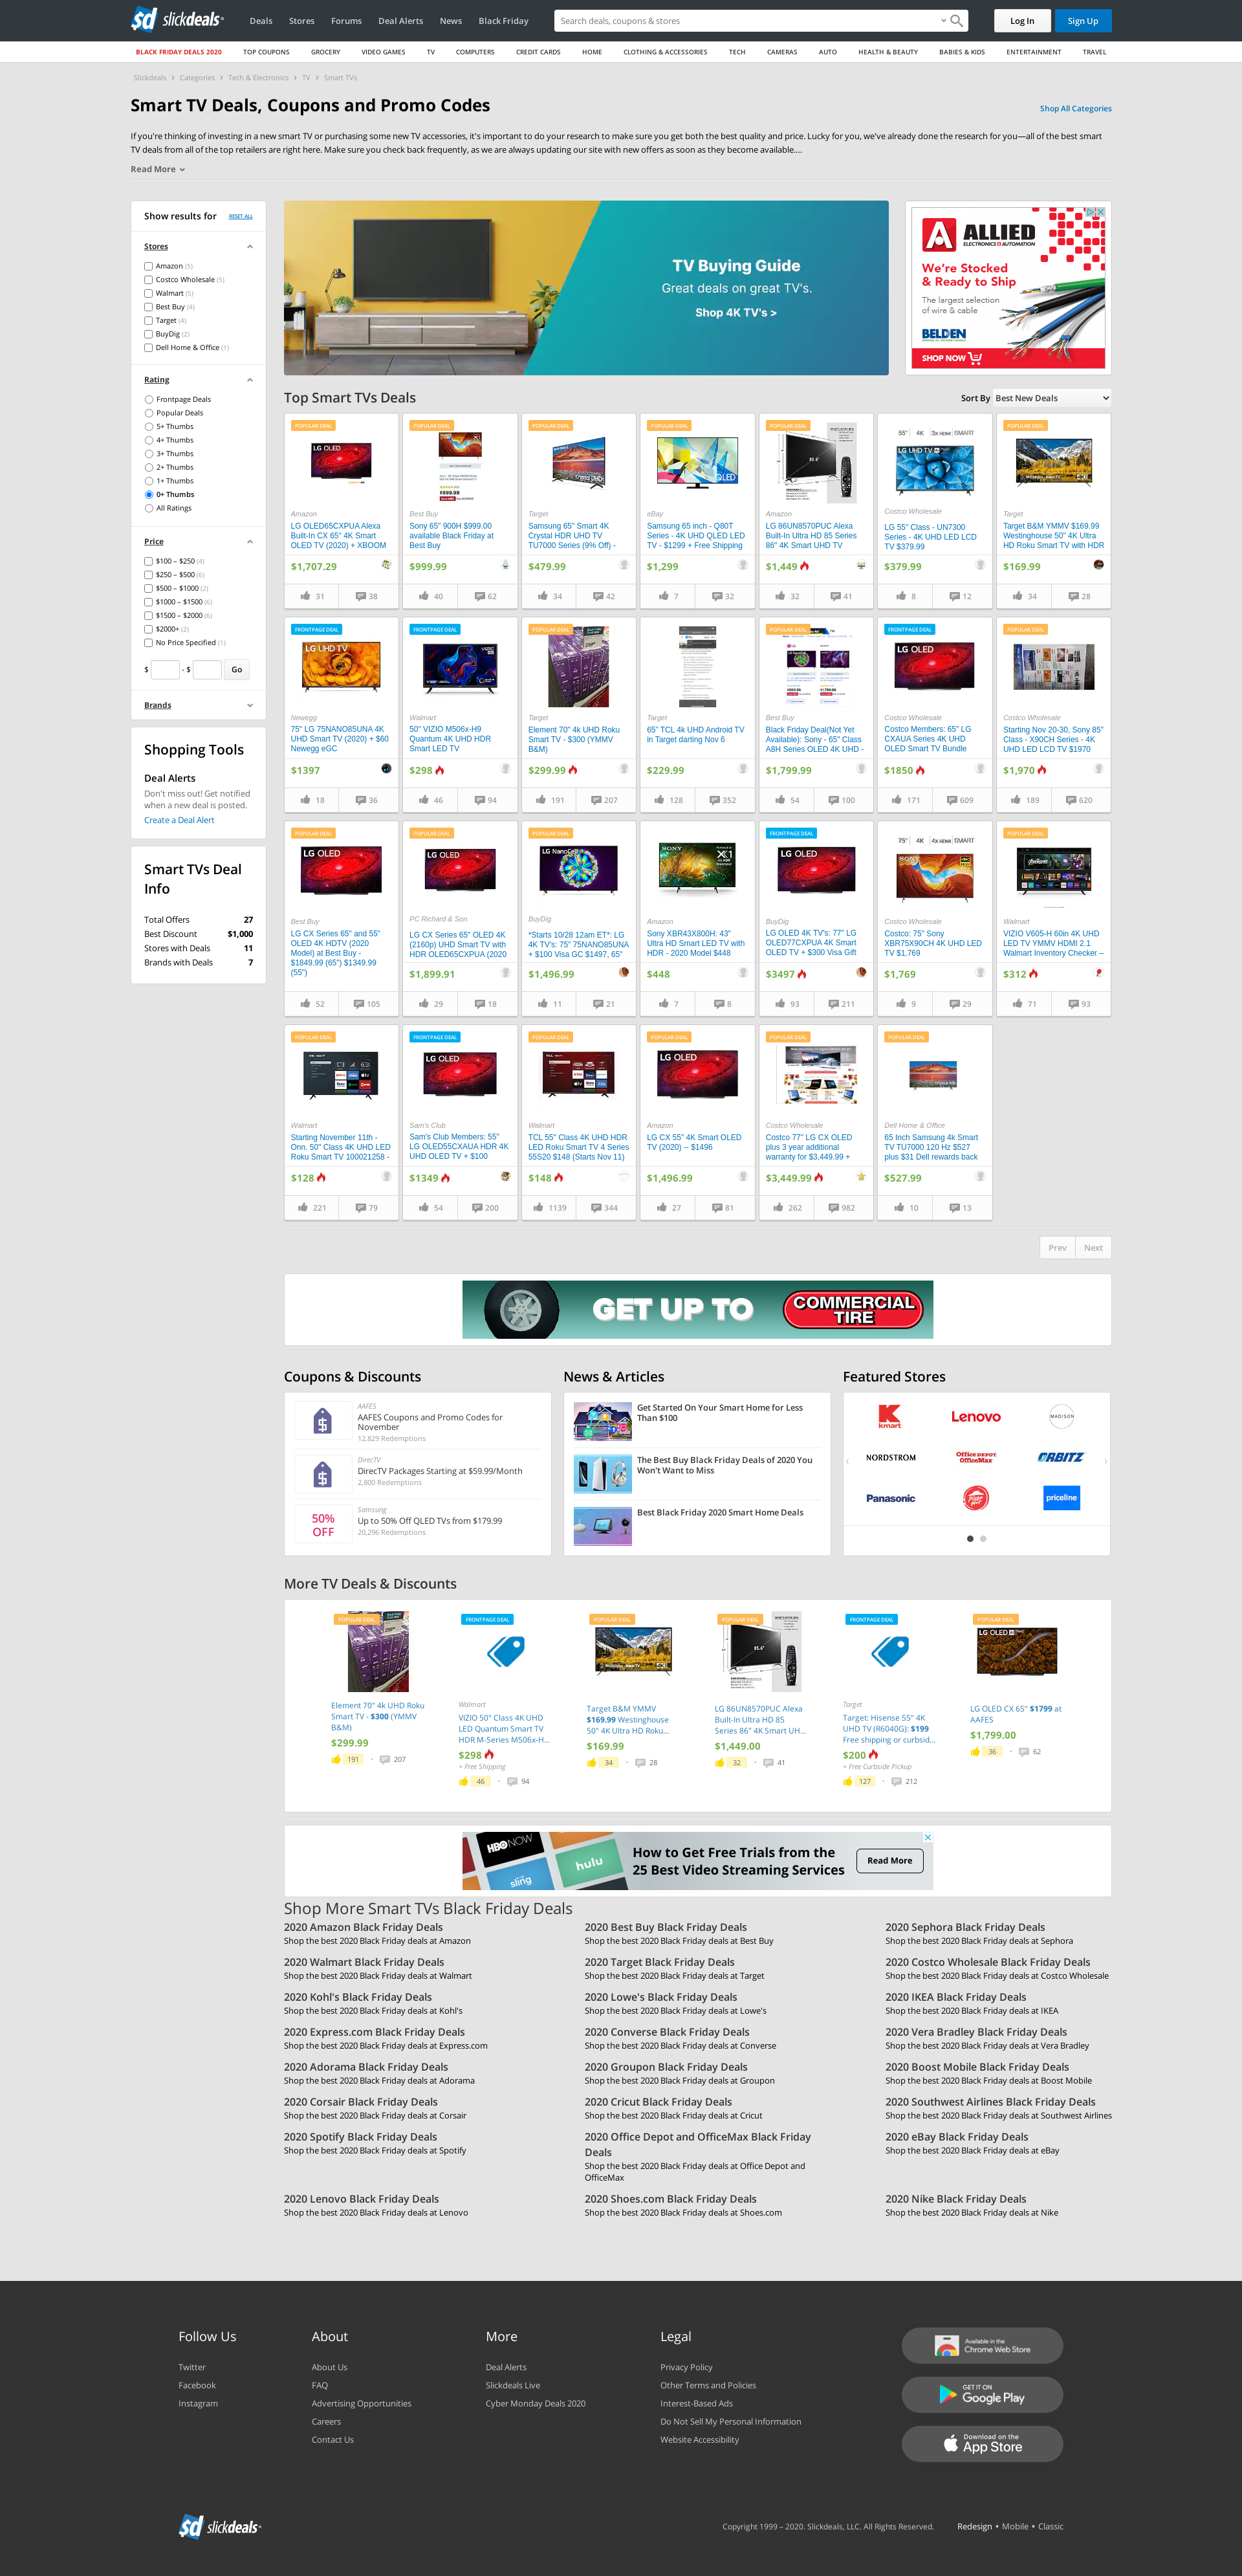 sd slickdeals
Deals Stores Forums Deal Alerts News Black Friday
Search deals, coupons & stores
Log In
Sign Up
BLACK FRIDAY DEALS 2020 TOP COUPONS GROCERY VIDEO GAMES TV COMPUTERS CREDIT CARDS HOME CLOTHING & ACCESSORIES TECH CAMERAS AUTO HEALTH & BEAUTY BABIES & KIDS ENTERTAINMENT TRAVEL
Slickdeals > Categories > Tech & Electronics > TV > Smart TVs
Smart TV Deals, Coupons and Promo Codes
Shop All Categories
If you're thinking of investing in a new smart TV or purchasing some new TV accessories, it's important to do your research to make sure you get both the best quality and price. Lucky for you, we've already done the research for you—all of the best smart
TV deals from all of the top retailers are right here. Make sure you check back frequently, as we are always updating our site with new offers as soon as they become available....
Read More
Show results for RESET ALL
Stores
Amazon (5)
Costco Wholesale (5)
Walmart (5)
Best Buy (4)
Target (4)
BuyDig (2)
Dell Home & Office (1)
Rating
Frontpage Deals
Popular Deals
5+ Thumbs
4+ Thumbs
3+ Thumbs
2+ Thumbs
1+ Thumbs
0+ Thumbs
All Ratings
Price
$100 – $250 (4)
$250 – $500 (6)
$500 – $1000 (2)
$1000 – $1500 (6)
$1500 – $2000 (6)
$2000+ (2)
No Price Specified (1)
$ - $ Go
Brands
Shopping Tools
Deal Alerts
Don't miss out! Get notified
when a new deal is posted.
Create a Deal Alert
Smart TVs Deal
Info
Total Offers 27
Best Discount $1,000
Stores with Deals 11
Brands with Deals 7
TV Buying Guide
Great deals on great TV's.
Shop 4K TV's >
ALLIED
ELECTRONICS & AUTOMATION
We're Stocked
& Ready to Ship
The largest selection
of wire & cable
BELDEN
SHOP NOW
Top Smart TVs Deals
Sort By Best New Deals
POPULAR DEAL
LG OLED
Amazon
LG OLED65CXPUA Alexa
Built-In CX 65" 4K Smart
OLED TV (2020) + XBOOM
$1,707.29
31 38
POPULAR DEAL
$999.99
Best Buy
Sony 65" 900H $999.00
available Black Friday at
Best Buy
$999.99
40 62
POPULAR DEAL
Target
Samsung 65" Smart 4K
Crystal HDR UHD TV
TU7000 Series (9% Off) -
$479.99
34 42
POPULAR DEAL
QLED
eBay
Samsung 65 inch - Q80T
Series - 4K UHD QLED LED
TV - $1299 + Free Shipping
$1,299
7 32
POPULAR DEAL
85.6"
Amazon
LG 86UN8570PUC Alexa
Built-In Ultra HD 85 Series
86" 4K Smart UHD TV
$1,449
32 41
55" 4K 3x HDMI SMART
LG UHD TV
Costco Wholesale
LG 55" Class - UN7300
Series - 4K UHD LED LCD
TV $379.99
$379.99
8 12
POPULAR DEAL
Target
Target B&M YMMV $169.99
Westinghouse 50" 4K Ultra
HD Roku Smart TV with HDR
$169.99
34 28
FRONTPAGE DEAL
LG UHD TV
Newegg
75" LG 75NANO85UNA 4K
UHD Smart TV (2020) + $60
Newegg eGC
$1397
18 36
FRONTPAGE DEAL
VIZIO
Walmart
50" VIZIO M506x-H9
Quantum 4K UHD HDR
Smart LED TV
$298
46 94
POPULAR DEAL
Target
Element 70" 4k UHD Roku
Smart TV - $300 (YMMV
B&M)
$299.99
191 207
Target
65" TCL 4k UHD Android TV
in Target darting Nov 6
$229.99
128 352
POPULAR DEAL
Best Buy
Black Friday Deal(Not Yet
Available): Sony - 65" Class
A8H Series OLED 4K UHD -
$1,799.99
54 100
FRONTPAGE DEAL
LG OLED
Costco Wholesale
Costco Members: 65" LG
CXAUA Series 4K UHD
OLED Smart TV Bundle
$1850
171 609
POPULAR DEAL
Costco Wholesale
Starting Nov 20-30, Sony 85"
Class - X90CH Series - 4K
UHD LED LCD TV $1970
$1,970
189 620
POPULAR DEAL
LG OLED
Best Buy
LG CX Series 65" and 55"
OLED 4K HDTV (2020
Model) at Best Buy -
$1849.99 (65") $1349.99
(55")
52 105
POPULAR DEAL
LG OLED
PC Richard & Son
LG CX Series 65" OLED 4K
(2160p) UHD Smart TV with
HDR OLED65CXPUA (2020
$1,899.91
29 18
POPULAR DEAL
LG NanoCell
BuyDig
*Starts 10/28 12am ET*: LG
4K TV's: 75" 75NANO85UNA
+ $100 Visa GC $1497, 65"
$1,496.99
11 21
SONY X1
Amazon
Sony XBR43X800H: 43"
Ultra HD Smart LED TV with
HDR - 2020 Model $448
$448
7 8
FRONTPAGE DEAL
LG OLED
BuyDig
LG OLED 4K TV's: 77" LG
OLED77CXPUA 4K Smart
OLED TV + $300 Visa Gift
$3497
93 211
75" 4K 4x HDMI SMART
SONY
Costco Wholesale
Costco: 75" Sony
XBR75X90CH 4K UHD LED
TV $1,769
$1,769
9 29
POPULAR DEAL
Walmart
VIZIO V605-H 60in 4K UHD
LED TV YMMV HDMI 2.1
Walmart Inventory Checker –
$312
71 93
POPULAR DEAL
Walmart
Starting November 11th -
Onn. 50" Class 4K UHD LED
Roku Smart TV 100021258 -
$128
221 79
FRONTPAGE DEAL
LG OLED
Sam's Club
Sam's Club Members: 55"
LG OLED55CXAUA HDR 4K
UHD OLED TV + $100
$1349
54 200
POPULAR DEAL
TCL
Walmart
TCL 55" Class 4K UHD HDR
LED Roku Smart TV 4 Series
55S20 $148 (Starts Nov 11)
$148
1139 344
POPULAR DEAL
LG OLED
Amazon
LG CX 55" 4K Smart OLED
TV (2020) -- $1496
$1,496.99
27 81
POPULAR DEAL
Costco Wholesale
Costco 77" LG CX OLED
plus 3 year additional
warranty for $3,449.99 +
$3,449.99
262 982
POPULAR DEAL
Dell Home & Office
65 Inch Samsung 4k Smart
TV TU7000 120 Hz $527
plus $31 Dell rewards back
$527.99
10 13
Prev Next
GET UP TO COMMERCIAL TIRE
Coupons & Discounts
AAFES
AAFES Coupons and Promo Codes for
November
12,829 Redemptions
DirecTV
DirecTV Packages Starting at $59.99/Month
2,800 Redemptions
50%
OFF
Samsung
Up to 50% Off QLED TVs from $179.99
20,296 Redemptions
News & Articles
Get Started On Your Smart Home for Less
Than $100
The Best Buy Black Friday Deals of 2020 You
Won't Want to Miss
Best Black Friday 2020 Smart Home Deals
Featured Stores
kmart Lenovo MADISON
NORDSTROM Office DEPOT OfficeMax ORBITZ
Panasonic Pizza Hut priceline
More TV Deals & Discounts
POPULAR DEAL
Element 70" 4k UHD Roku
Smart TV - $300 (YMMV
B&M)
$299.99
191 · 207
FRONTPAGE DEAL
Walmart
VIZIO 50" Class 4K UHD
LED Quantum Smart TV
HDR M-Series M506x-H...
$298
+ Free Shipping
46 · 94
POPULAR DEAL
Target B&M YMMV
$169.99 Westinghouse
50" 4K Ultra HD Roku...
$169.99
34 · 28
POPULAR DEAL
85.6"
LG 86UN8570PUC Alexa
Built-In Ultra HD 85
Series 86" 4K Smart UH...
$1,449.00
32 · 41
FRONTPAGE DEAL
Target
Target: Hisense 55" 4K
UHD TV (R6040G): $199
Free shipping or curbsid...
$200
+ Free Curbside Pickup
127 · 212
POPULAR DEAL
LG OLED
LG OLED CX 65" $1799 at
AAFES
$1,799.00
36 · 62
HBO NOW
sling
hulu
How to Get Free Trials from the
25 Best Video Streaming Services
Read More
Shop More Smart TVs Black Friday Deals
2020 Amazon Black Friday Deals
Shop the best 2020 Black Friday deals at Amazon
2020 Best Buy Black Friday Deals
Shop the best 2020 Black Friday deals at Best Buy
2020 Sephora Black Friday Deals
Shop the best 2020 Black Friday deals at Sephora
2020 Walmart Black Friday Deals
Shop the best 2020 Black Friday deals at Walmart
2020 Target Black Friday Deals
Shop the best 2020 Black Friday deals at Target
2020 Costco Wholesale Black Friday Deals
Shop the best 2020 Black Friday deals at Costco Wholesale
2020 Kohl's Black Friday Deals
Shop the best 2020 Black Friday deals at Kohl's
2020 Lowe's Black Friday Deals
Shop the best 2020 Black Friday deals at Lowe's
2020 IKEA Black Friday Deals
Shop the best 2020 Black Friday deals at IKEA
2020 Express.com Black Friday Deals
Shop the best 2020 Black Friday deals at Express.com
2020 Converse Black Friday Deals
Shop the best 2020 Black Friday deals at Converse
2020 Vera Bradley Black Friday Deals
Shop the best 2020 Black Friday deals at Vera Bradley
2020 Adorama Black Friday Deals
Shop the best 2020 Black Friday deals at Adorama
2020 Groupon Black Friday Deals
Shop the best 2020 Black Friday deals at Groupon
2020 Boost Mobile Black Friday Deals
Shop the best 2020 Black Friday deals at Boost Mobile
2020 Corsair Black Friday Deals
Shop the best 2020 Black Friday deals at Corsair
2020 Cricut Black Friday Deals
Shop the best 2020 Black Friday deals at Cricut
2020 Southwest Airlines Black Friday Deals
Shop the best 2020 Black Friday deals at Southwest Airlines
2020 Spotify Black Friday Deals
Shop the best 2020 Black Friday deals at Spotify
2020 Office Depot and OfficeMax Black Friday
Deals
Shop the best 2020 Black Friday deals at Office Depot and
OfficeMax
2020 eBay Black Friday Deals
Shop the best 2020 Black Friday deals at eBay
2020 Lenovo Black Friday Deals
Shop the best 2020 Black Friday deals at Lenovo
2020 Shoes.com Black Friday Deals
Shop the best 2020 Black Friday deals at Shoes.com
2020 Nike Black Friday Deals
Shop the best 2020 Black Friday deals at Nike
Follow Us
Twitter
Facebook
Instagram
About
About Us
FAQ
Advertising Opportunities
Careers
Contact Us
More
Deal Alerts
Slickdeals Live
Cyber Monday Deals 2020
Legal
Privacy Policy
Other Terms and Policies
Interest-Based Ads
Do Not Sell My Personal Information
Website Accessibility
Available in the
Chrome Web Store
GET IT ON
Google Play
Download on the
App Store
sd slickdeals
Copyright 1999 – 2020. Slickdeals, LLC. All Rights Reserved.
Redesign • Mobile • Classic